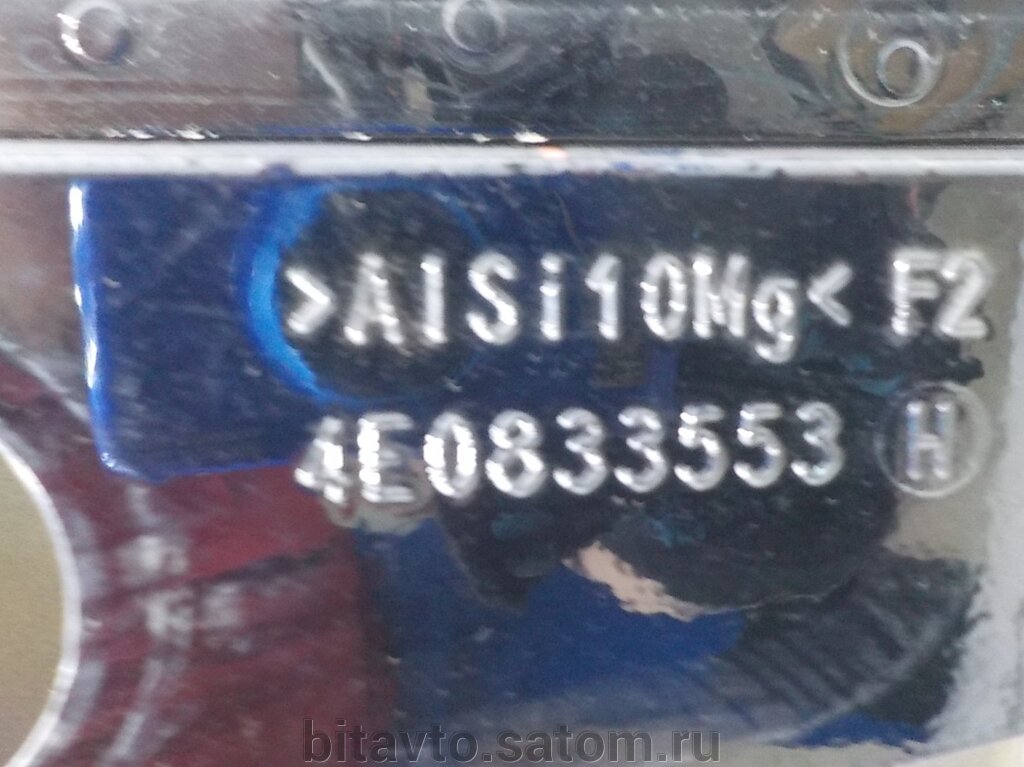 >AlSi10Mg< F2
4E0833553 H
bitavto.satom.ru